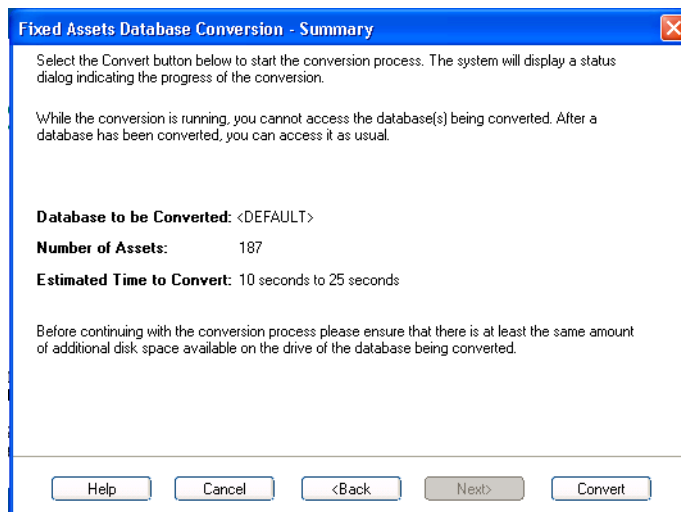 Fixed Assets Database Conversion - Summary
Select the Convert button below to start the conversion process. The system will display a status
dialog indicating the progress of the conversion.
While the conversion is running, you cannot access the database(s) being converted. After a
database has been converted, you can access it as usual.
Database to be Converted: <DEFAULT>
Number of Assets: 187
Estimated Time to Convert: 10 seconds to 25 seconds
Before continuing with the conversion process please ensure that there is at least the same amount
of additional disk space available on the drive of the database being converted.
Help Cancel <Back Next> Convert